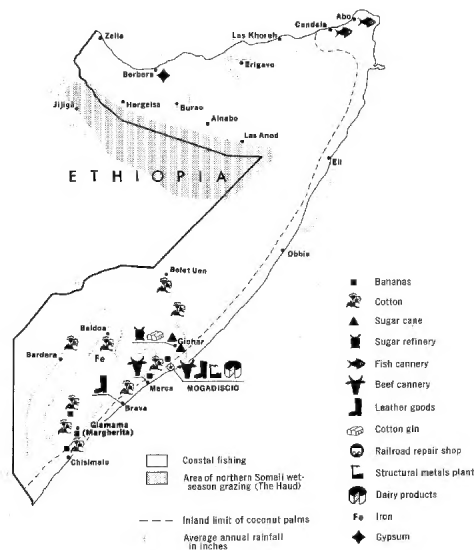 Abo
Candala
Zeila
Las Khoreh
Berbera
Erigavo
Jijiga
Hargeisa
Burao
Ainabo
Las Anod
ETHIOPIA
Eil
Obbia
Belet Uen
Baidoa
Giohar
Bardera
Fe
Merca
MOGADISCIO
Brava
Giamama
(Margherita)
Chisimaio
Bananas
Cotton
Sugar cane
Sugar refinery
Fish cannery
Beef cannery
Leather goods
Cotton gin
Railroad repair shop
Structural metals plant
Dairy products
Fe Iron
Gypsum
Coastal fishing
Area of northern Somali wet-
season grazing (The Haud)
Inland limit of coconut palms
Average annual rainfall
in inches